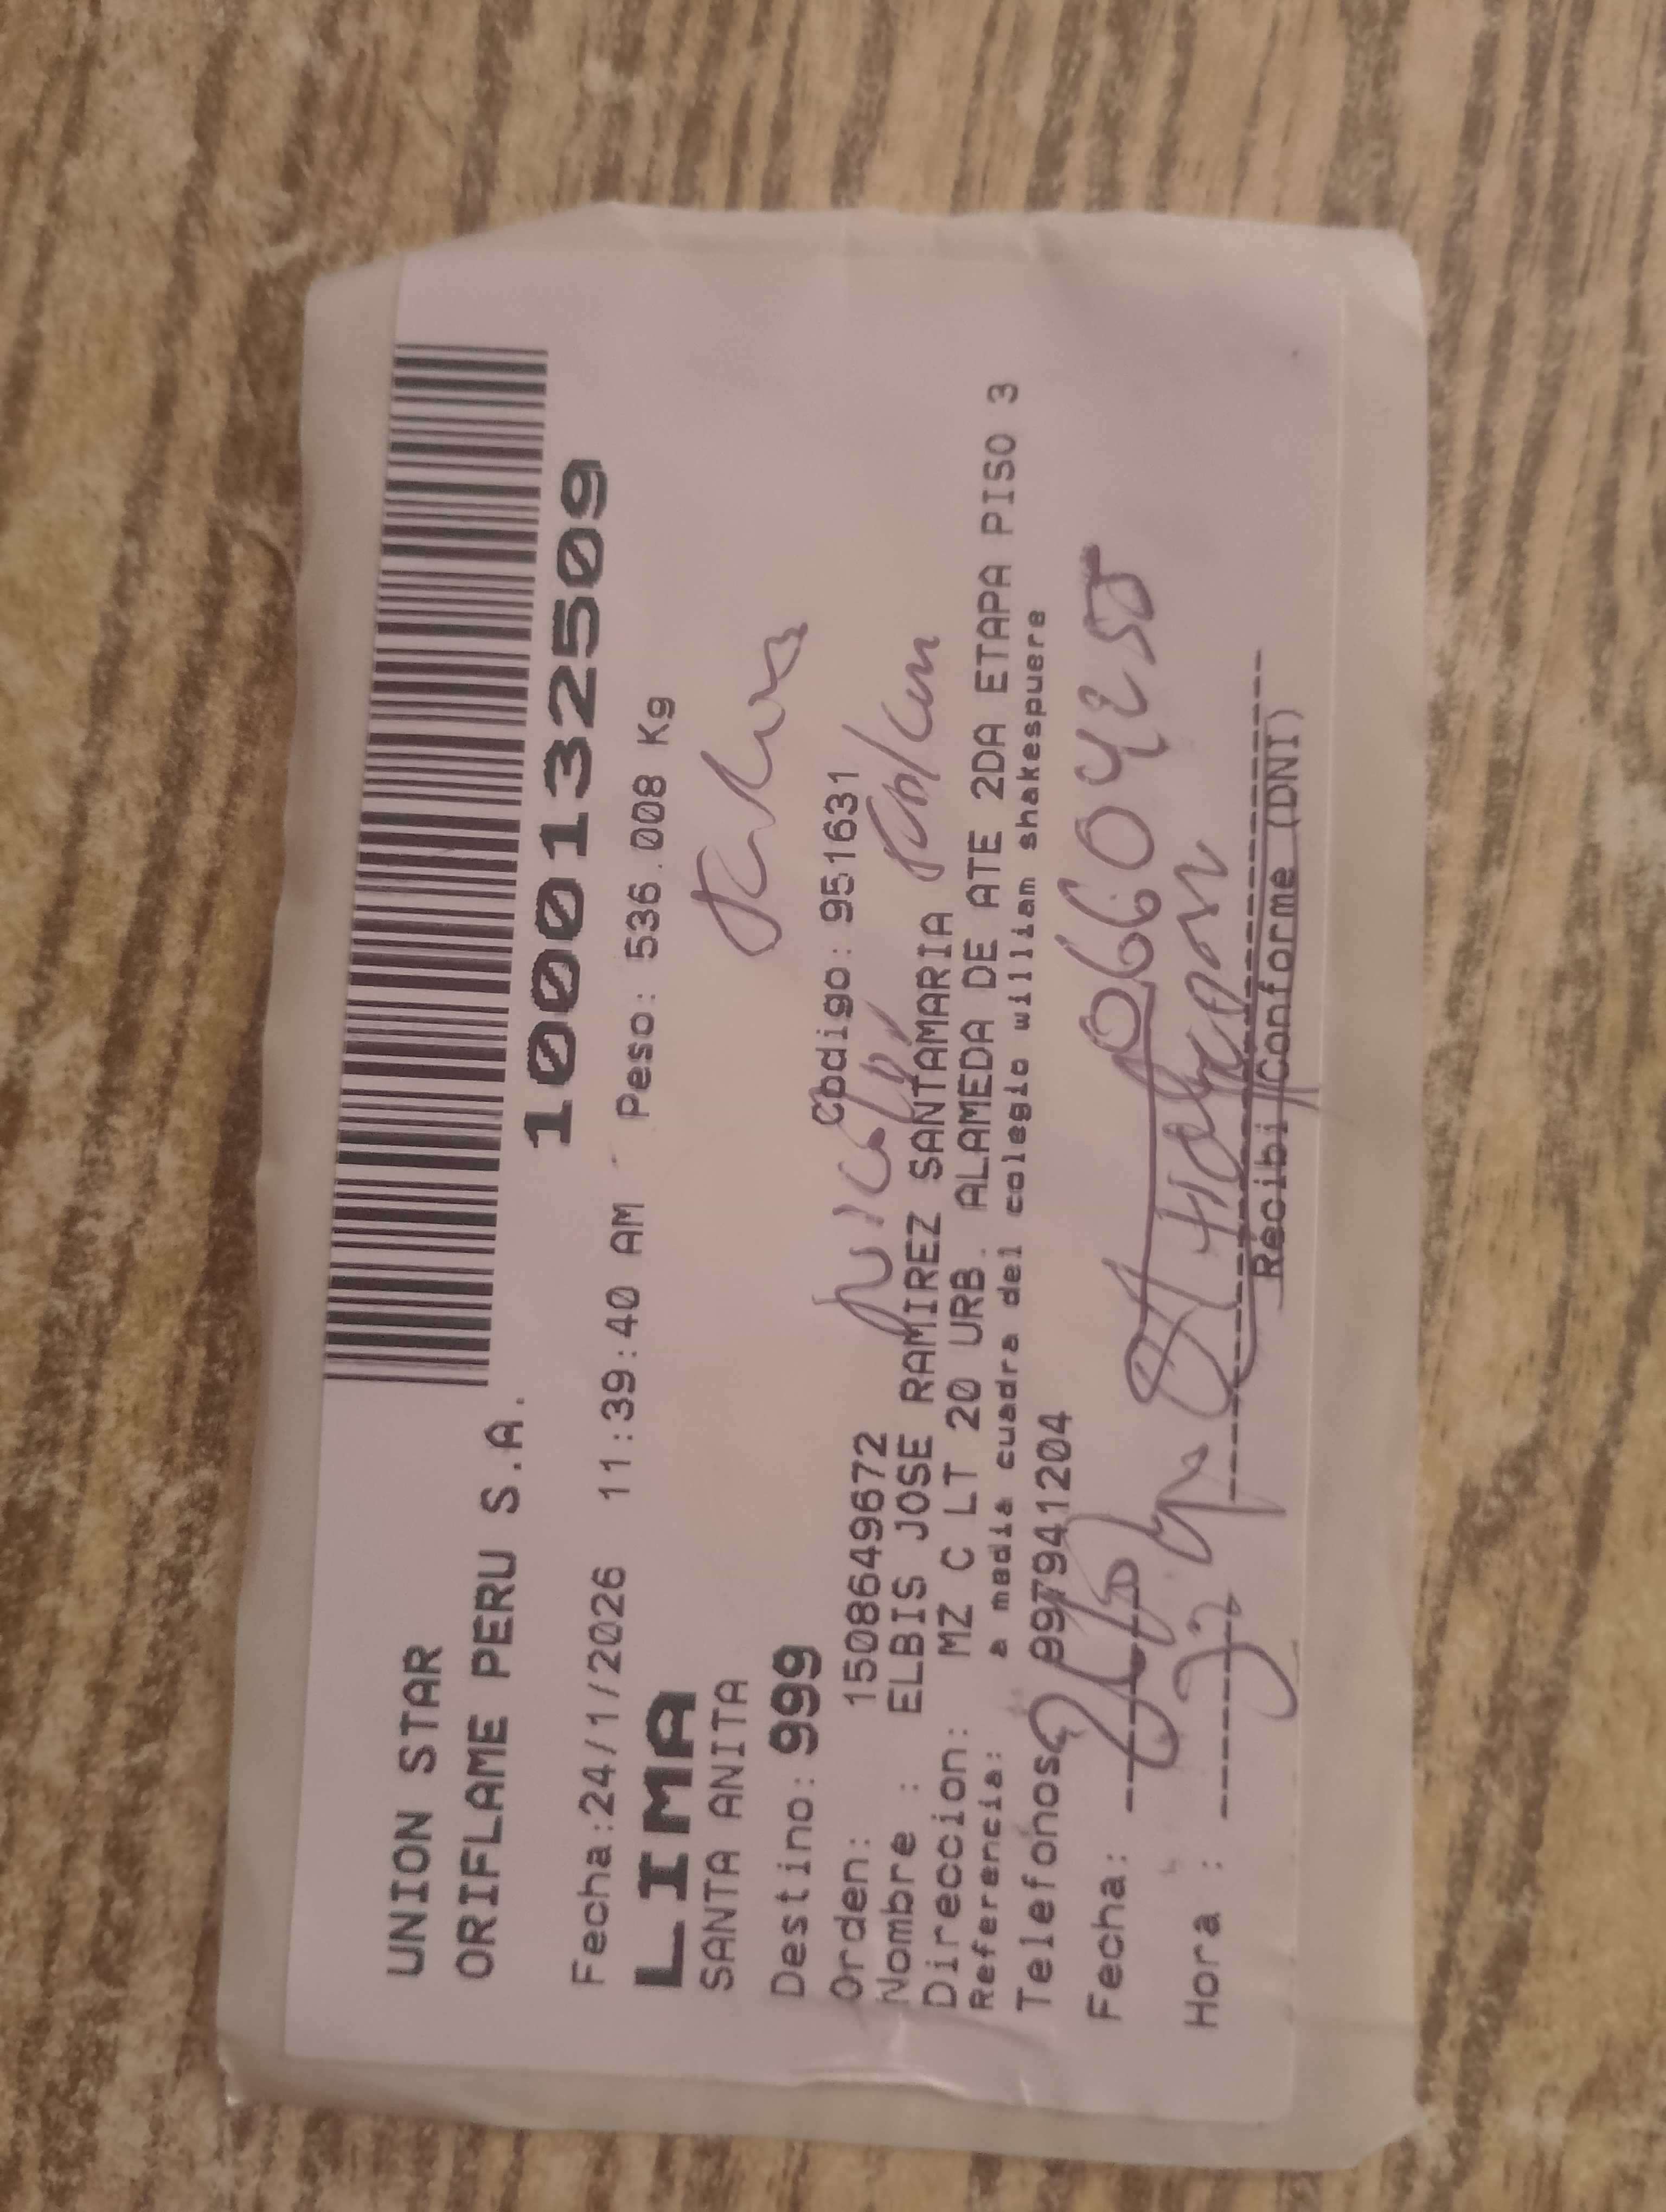 UNION STAR
ORIFLAME PERU S.A.
1000132509
Fecha:24/1/2026 11:39:40 AM Peso: 536.008 Kg
LIMA
SANTA ANITA
Destino: 999
Orden: 15086649672 Codigo: 951631
Nombre : ELBIS JOSE RAMIREZ SANTAMARIA
Direccion: MZ C LT 20 URB. ALAMEDA DE ATE 2DA ETAPA PISO 3
Referencia: a media cuadra del colegio william shakespuere
Telefonos 997941204
Fecha:
Hora :
Recibi Conforme (DNI)